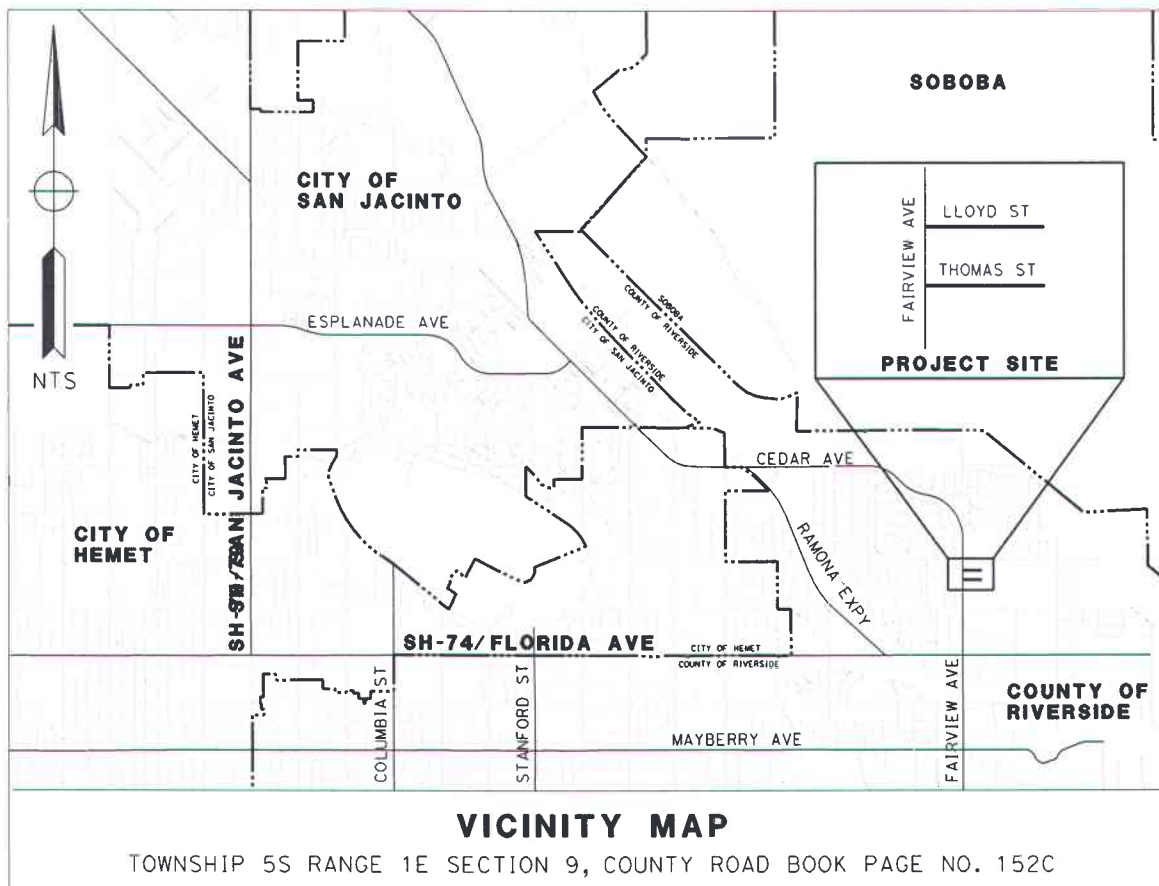 SOBOBA
CITY OF
SAN JACINTO
FAIRVIEW AVE
LLOYD ST
THOMAS ST
PROJECT SITE
NTS
ESPLANADE AVE
SOBOBA
COUNTY OF RIVERSIDE
COUNTY OF RIVERSIDE
CITY OF SAN JACINTO
CITY OF HEMET
CITY OF SAN JACINTO
SAN JACINTO AVE
CEDAR AVE
CITY OF
HEMET
RAMONA EXPY
SH-74/FLORIDA AVE
CITY OF HEMET
COUNTY OF RIVERSIDE
COLUMBIA ST
STANFORD ST
FAIRVIEW AVE
COUNTY OF
RIVERSIDE
MAYBERRY AVE
VICINITY MAP
TOWNSHIP 5S RANGE 1E SECTION 9, COUNTY ROAD BOOK PAGE NO. 152C